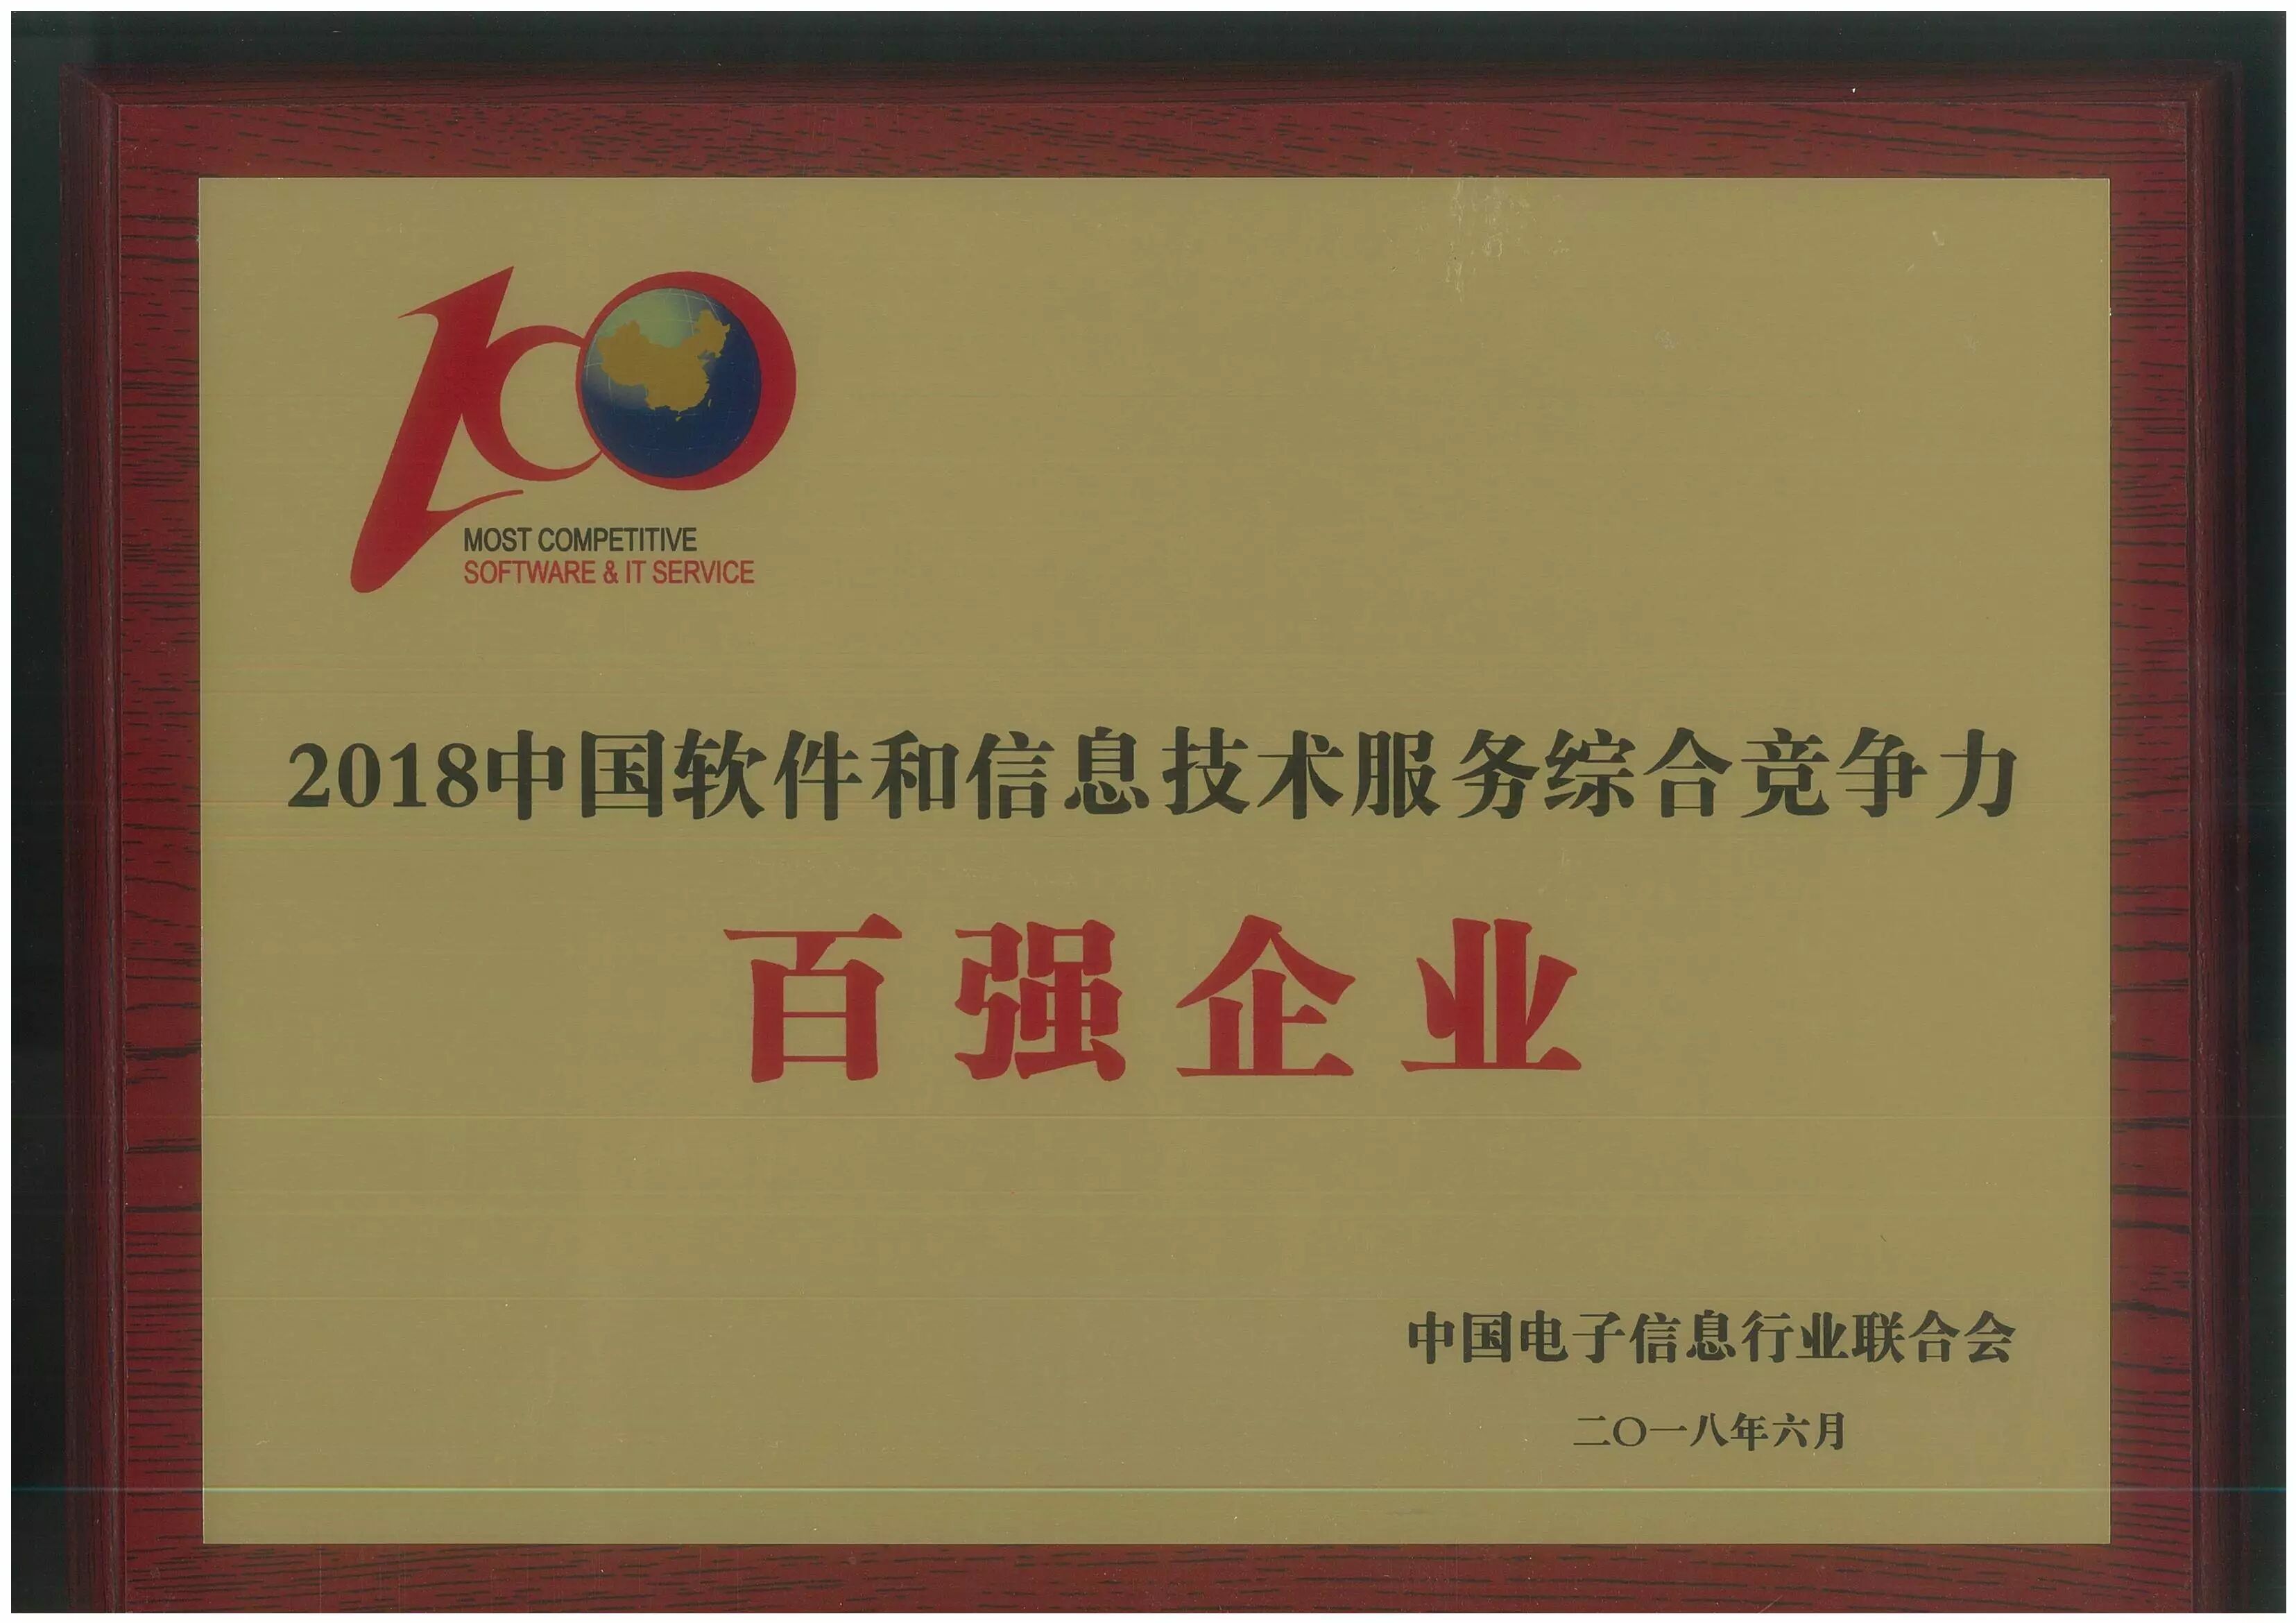 100
MOST COMPETITIVE
SOFTWARE & IT SERVICE
2018中国软件和信息技术服务综合竞争力
百强企业
中国电子信息行业联合会
二〇一八年六月